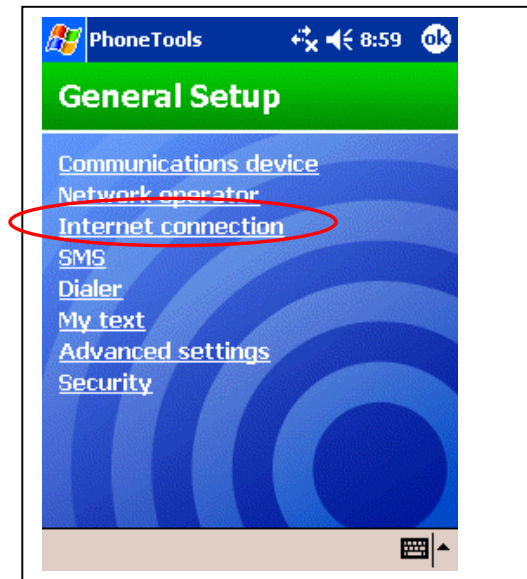 PhoneTools 8:59 ok
General Setup
Communications device
Network operator
Internet connection
SMS
Dialer
My text
Advanced settings
Security